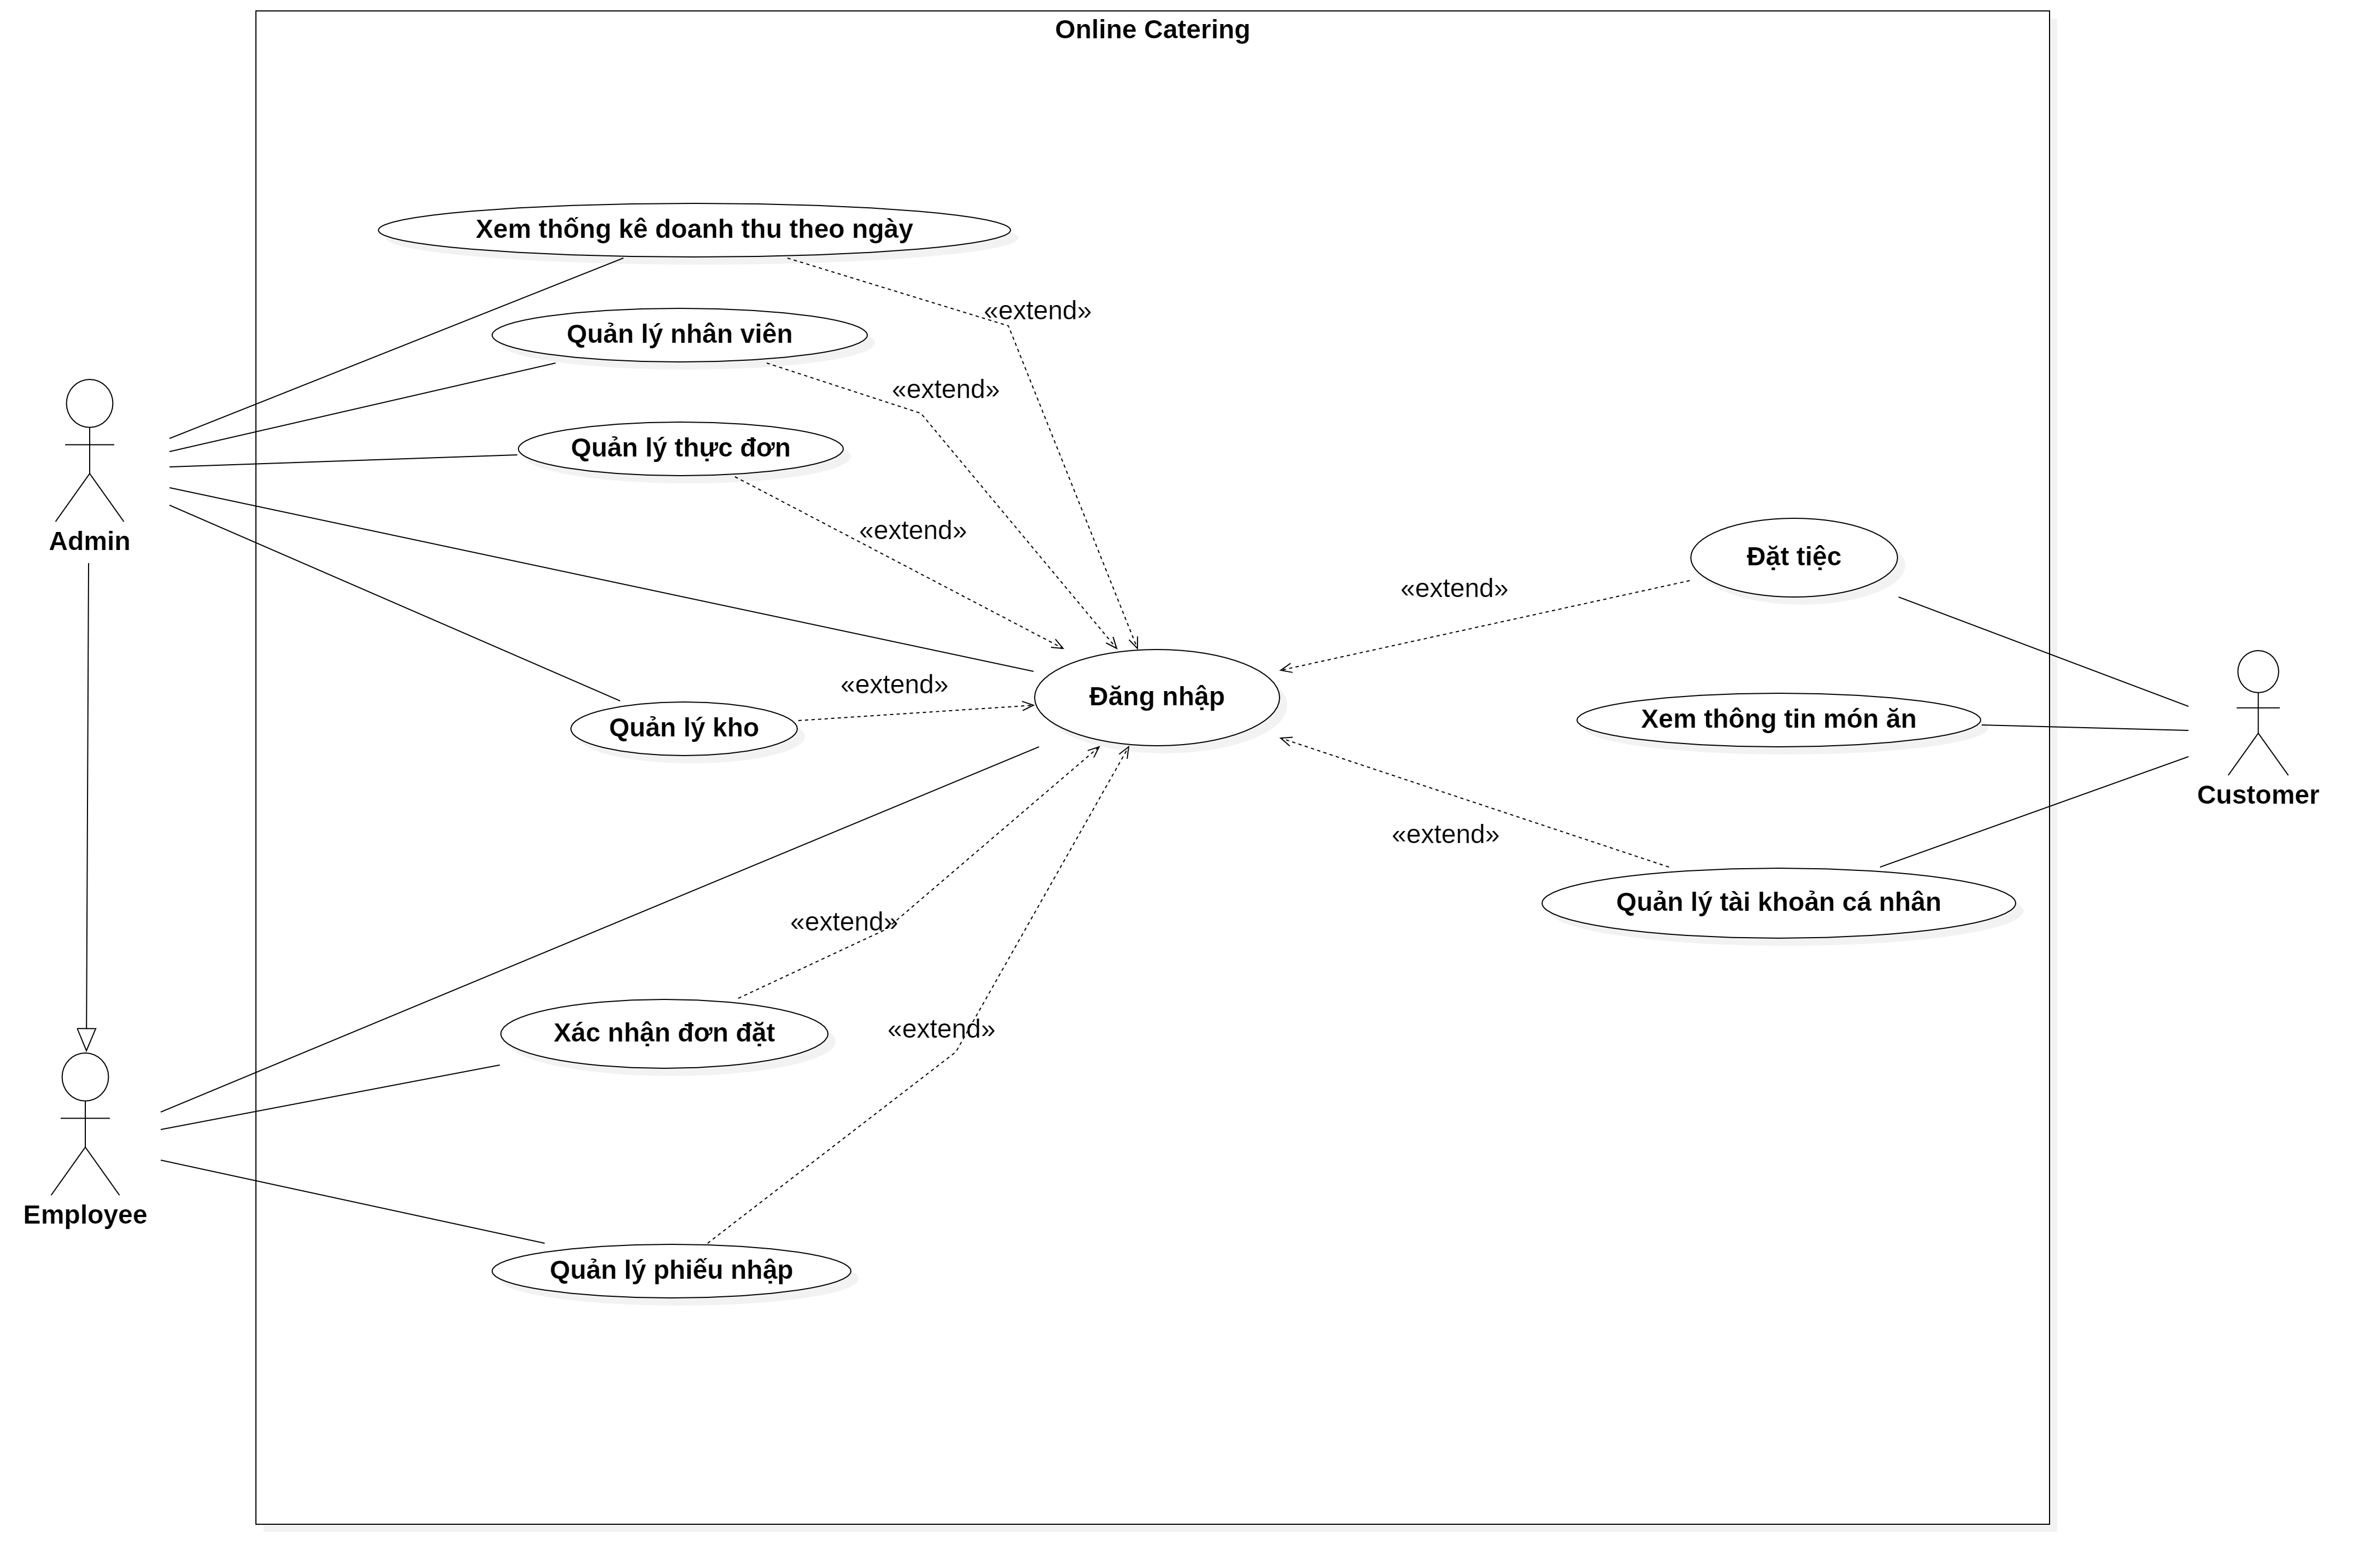 Online Catering
Xem thống kê doanh thu theo ngày
«extend»
Quản lý nhân viên
«extend»
Quản lý thực đơn
«extend»
Admin
Đặt tiệc
«extend»
«extend»
Đăng nhập
Quản lý kho
Xem thông tin món ăn
Customer
«extend»
Quản lý tài khoản cá nhân
«extend»
Xác nhận đơn đặt
«extend»
Employee
Quản lý phiếu nhập